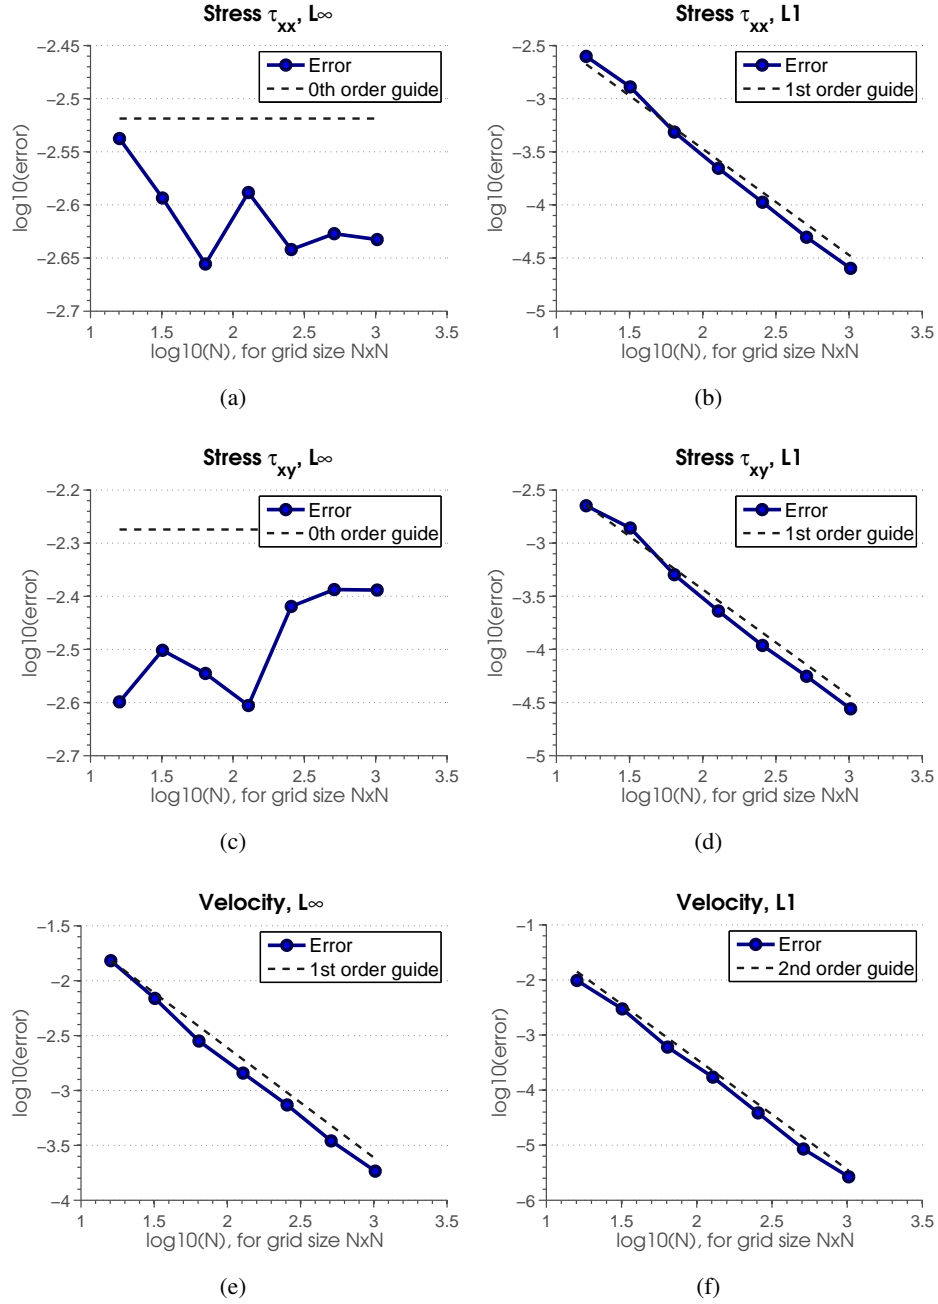 Stress τxx, L∞
log10(error)
−2.45
−2.5
−2.55
−2.6
−2.65
−2.7
Error
0th order guide
1 1.5 2 2.5 3 3.5
log10(N), for grid size NxN
(a)
Stress τxx, L1
log10(error)
−2.5
−3
−3.5
−4
−4.5
−5
Error
1st order guide
1 1.5 2 2.5 3 3.5
log10(N), for grid size NxN
(b)
Stress τxy, L∞
log10(error)
−2.2
−2.3
−2.4
−2.5
−2.6
−2.7
Error
0th order guide
1 1.5 2 2.5 3 3.5
log10(N), for grid size NxN
(c)
Stress τxy, L1
log10(error)
−2.5
−3
−3.5
−4
−4.5
−5
Error
1st order guide
1 1.5 2 2.5 3 3.5
log10(N), for grid size NxN
(d)
Velocity, L∞
log10(error)
−1.5
−2
−2.5
−3
−3.5
−4
Error
1st order guide
1 1.5 2 2.5 3 3.5
log10(N), for grid size NxN
(e)
Velocity, L1
log10(error)
−1
−2
−3
−4
−5
−6
Error
2nd order guide
1 1.5 2 2.5 3 3.5
log10(N), for grid size NxN
(f)